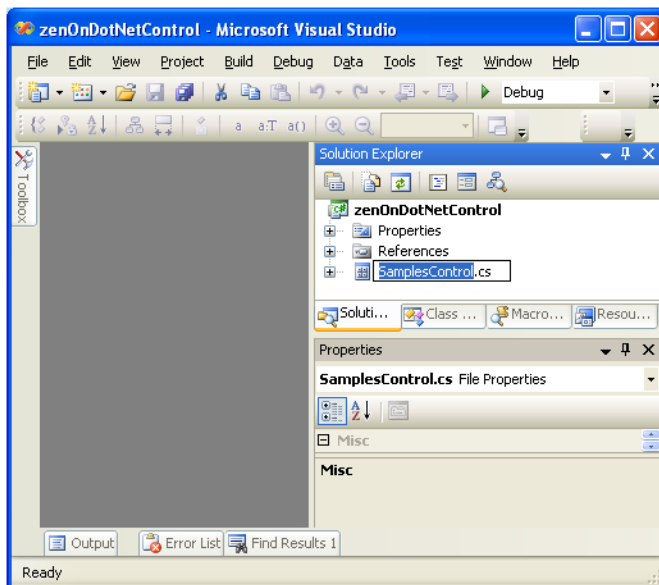 zenOnDotNetControl - Microsoft Visual Studio
File Edit View Project Build Debug Data Tools Test Window Help
Debug
a a:T a()
Toolbox
Solution Explorer
zenOnDotNetControl
Properties
References
SamplesControl.cs
Soluti... Class ... Macro... Resou...
Properties
SamplesControl.cs File Properties
Misc
Misc
Output Error List Find Results 1
Ready